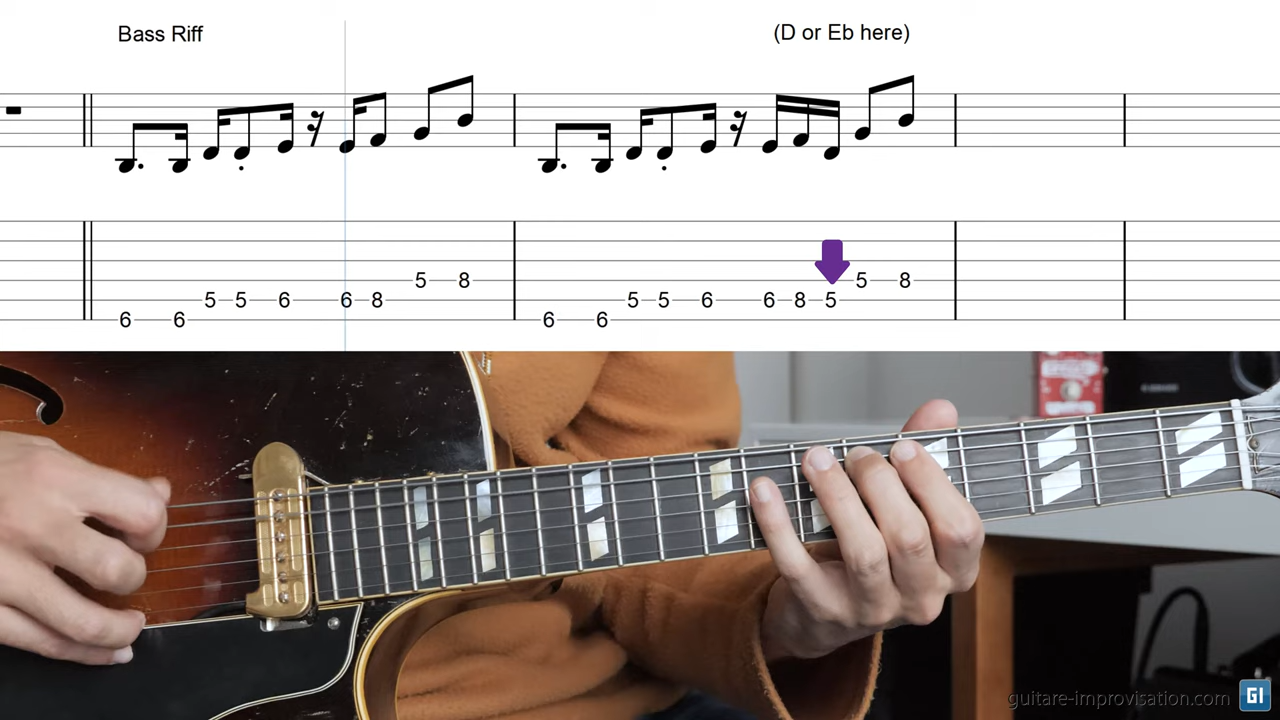 Bass Riff
(D or Eb here)
5 8 5 8
5 5 6 6 8 5 5 6 6 8 5
6 6 6 6
guitare-improvisation.com GI